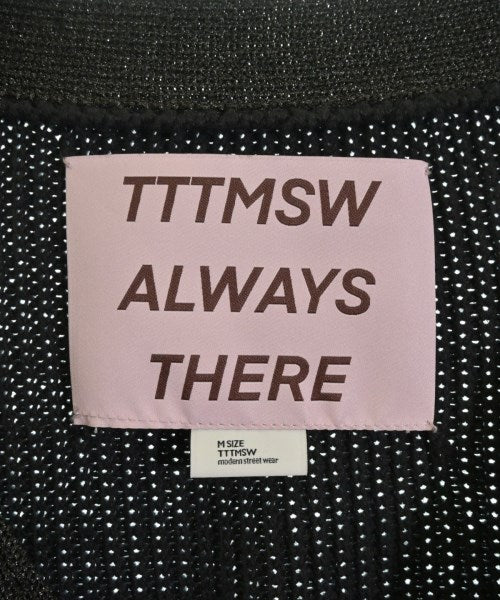 TTTMSW
ALWAYS
THERE
M SIZE
TTTMSW
modern street wear